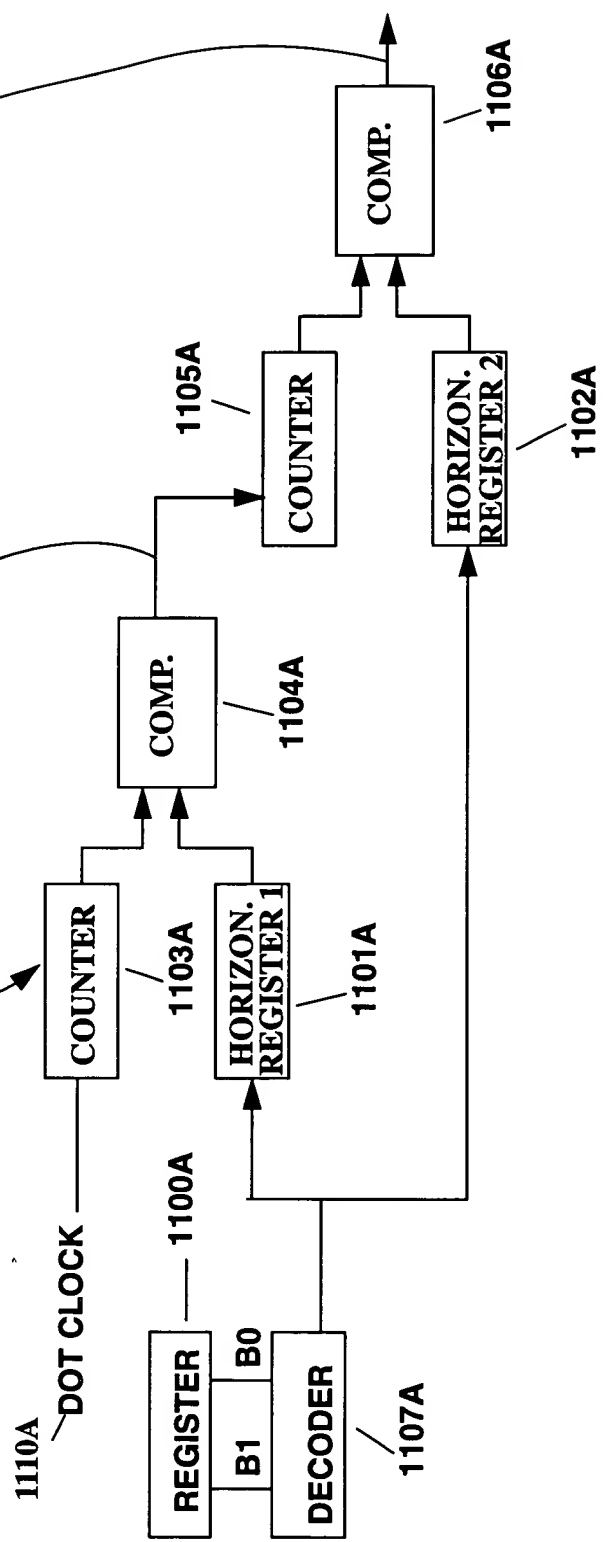 1110A
DOT CLOCK
COUNTER
1103A
REGISTER
1100A
B1
B0
DECODER
1107A
HORIZON.
REGISTER 1
1101A
COMP.
1104A
COUNTER
1105A
HORIZON.
REGISTER 2
1102A
COMP.
1106A